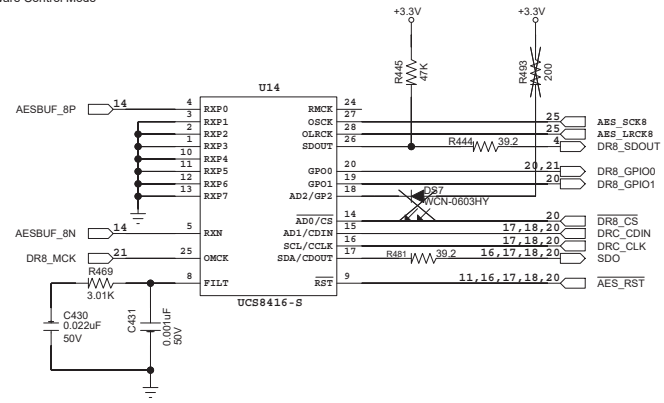 ware Control Mode
+3.3V
+3.3V
R445
47K
R493
200
U14
AESBUF_8P 14 4 RXP0 RMCK 24
3 RXP1 OSCK 27 25 AES_SCK8
2 RXP2 OLRCK 28 25 AES_LRCK8
1 RXP3 SDOUT 26 R444 39.2 4 DR8_SDOUT
10 RXP4
11 RXP5 GPO0 20 20,21 DR8_GPIO0
12 RXP6 GPO1 19 20 DR8_GPIO1
13 RXP7 AD2/GP2 18
DS7
WCN-0603HY
AD0/CS 14 20 DR8_CS
AESBUF_8N 14 5 RXN AD1/CDIN 15 17,18,20 DRC_CDIN
SCL/CCLK 16 17,18,20 DRC_CLK
DR8_MCK 21 25 OMCK SDA/CDOUT 17 R481 39.2 16,17,18,20 SDO
R469
3.01K
8 FILT RST 9 11,16,17,18,20 AES_RST
UCS8416-S
C430
0.022uF
50V
C431
0.001uF
50V